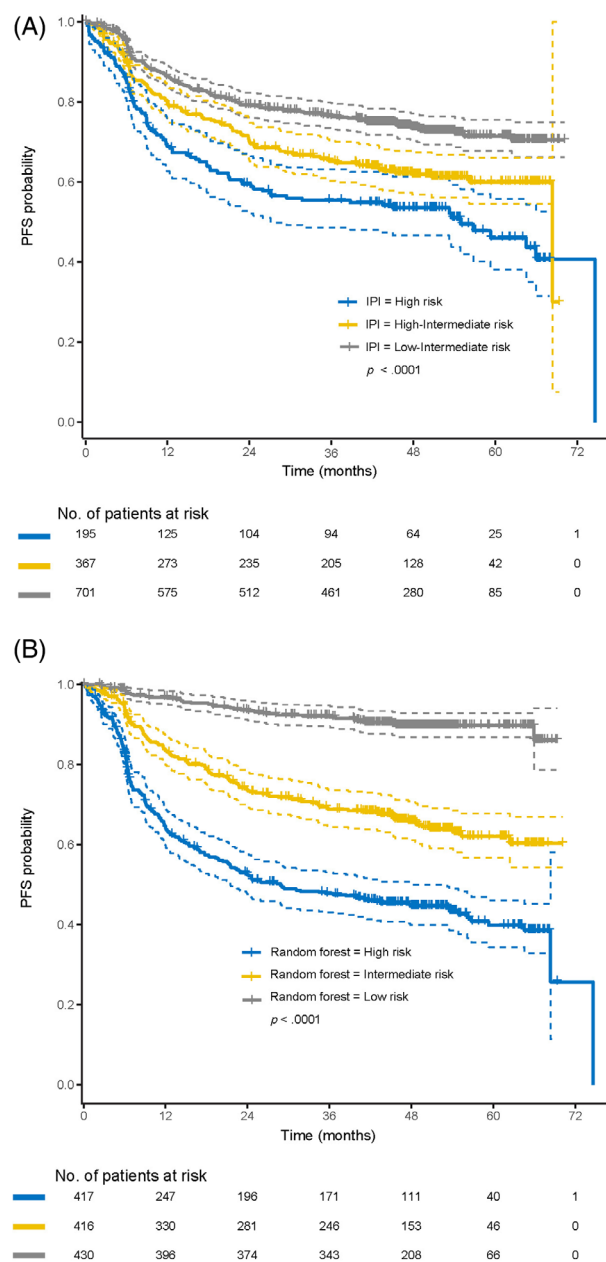 (A)
1.0
0.8
0.6
0.4
0.2
0.0
PFS probability
IPI = High risk
IPI = High-Intermediate risk
IPI = Low-Intermediate risk
p < .0001
0 12 24 36 48 60 72
Time (months)
No. of patients at risk
195 125 104 94 64 25 1
367 273 235 205 128 42 0
701 575 512 461 280 85 0
(B)
1.0
0.8
0.6
0.4
0.2
0.0
PFS probability
Random forest = High risk
Random forest = Intermediate risk
Random forest = Low risk
p < .0001
0 12 24 36 48 60 72
Time (months)
No. of patients at risk
417 247 196 171 111 40 1
416 330 281 246 153 46 0
430 396 374 343 208 66 0